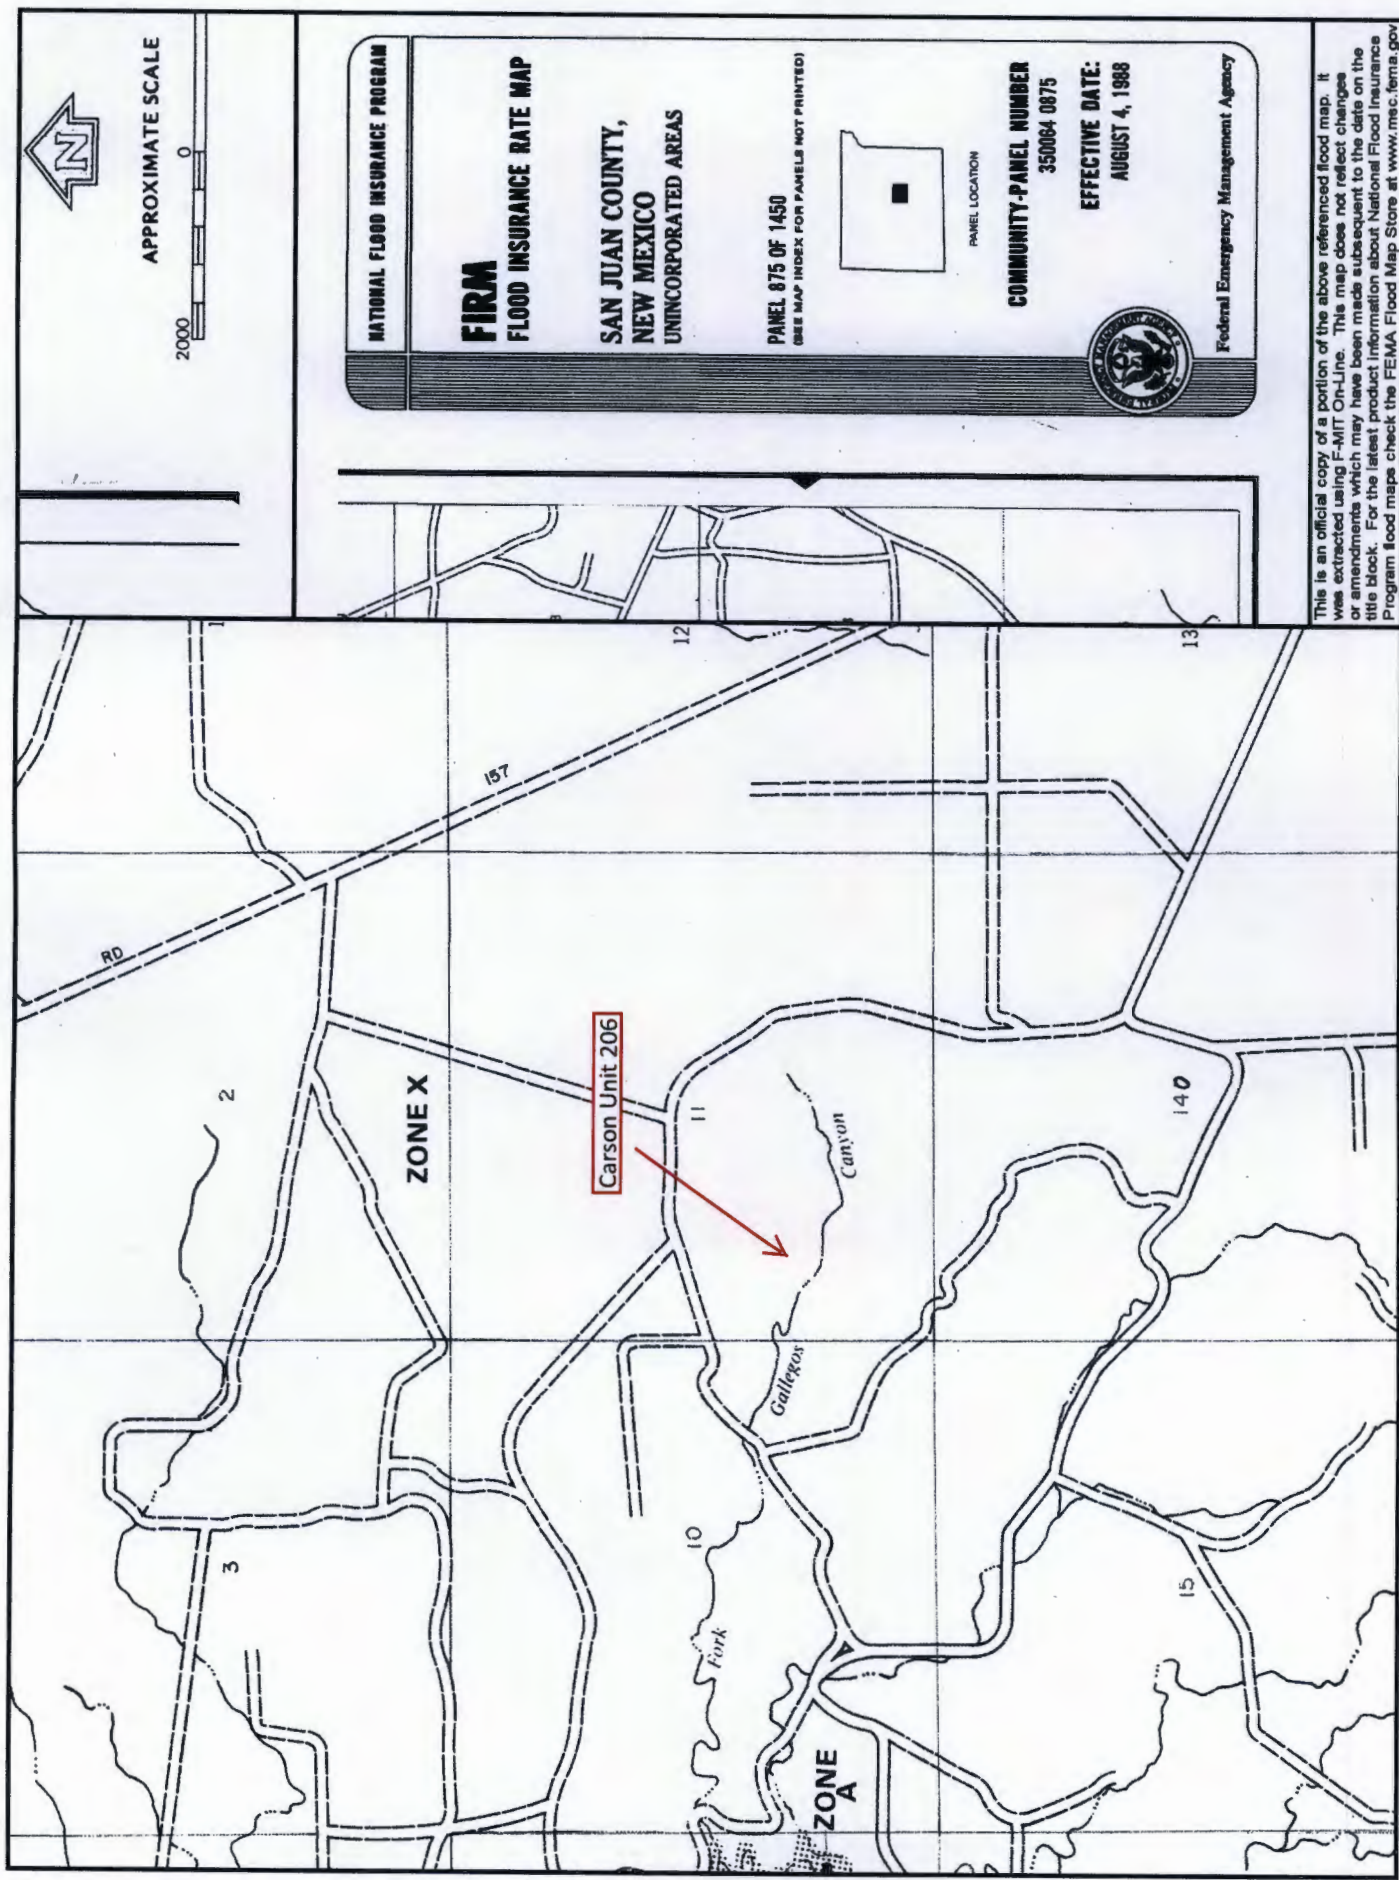 N
APPROXIMATE SCALE
2000 0
NATIONAL FLOOD INSURANCE PROGRAM
FIRM
FLOOD INSURANCE RATE MAP
SAN JUAN COUNTY,
NEW MEXICO
UNINCORPORATED AREAS
PANEL 875 OF 1450
(SEE MAP INDEX FOR PANELS NOT PRINTED)
PANEL LOCATION
COMMUNITY-PANEL NUMBER
350064 0875
EFFECTIVE DATE:
AUGUST 4, 1988
Federal Emergency Management Agency
This is an official copy of a portion of the above referenced flood map. It
was extracted using F-MIT On-Line. This map does not reflect changes
or amendments which may have been made subsequent to the date on the
title block. For the latest product information about National Flood Insurance
Program flood maps check the FEMA Flood Map Store at www.msc.fema.gov
RD
157
1
2
3
ZONE X
12
Carson Unit 206
11
10
Gallegos
Canyon
Fork
ZONE
A
13
140
15